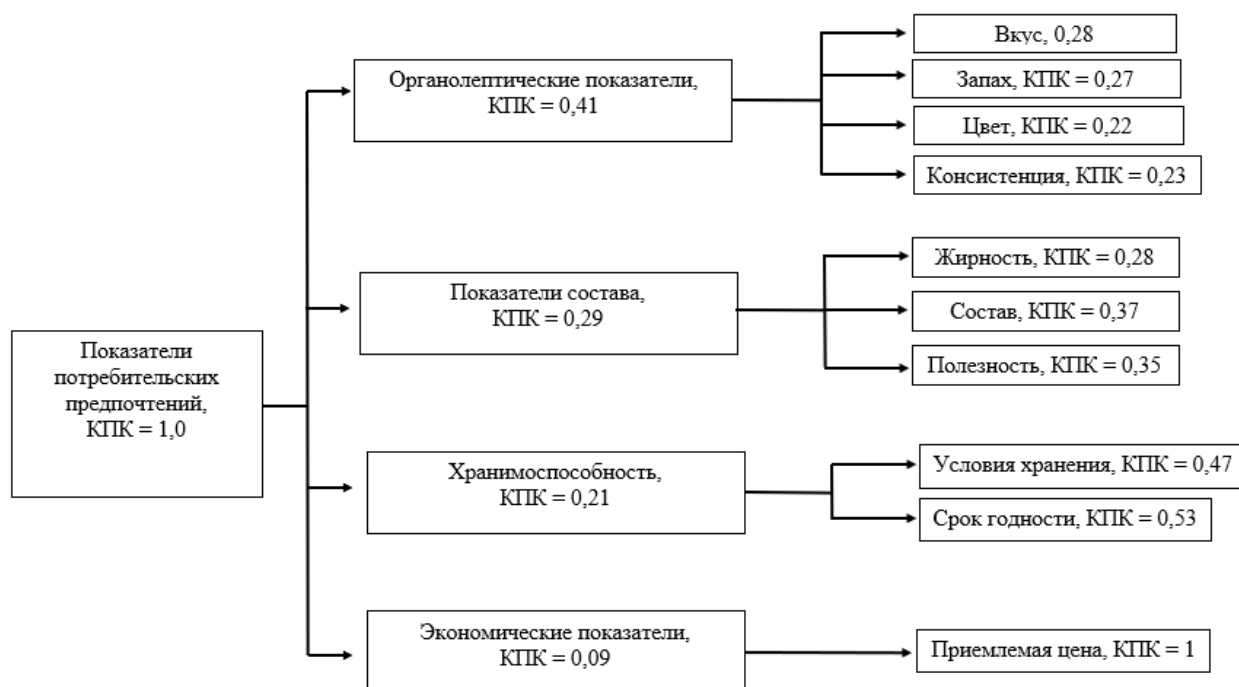 Показатели
потребительских
предпочтений,
КПК = 1,0
Органолептические показатели,
КПК = 0,41
Вкус, 0,28
Запах, КПК = 0,27
Цвет, КПК = 0,22
Консистенция, КПК = 0,23
Показатели состава,
КПК = 0,29
Жирность, КПК = 0,28
Состав, КПК = 0,37
Полезность, КПК = 0,35
Хранимоспособность,
КПК = 0,21
Условия хранения, КПК = 0,47
Срок годности, КПК = 0,53
Экономические показатели,
КПК = 0,09
Приемлемая цена, КПК = 1